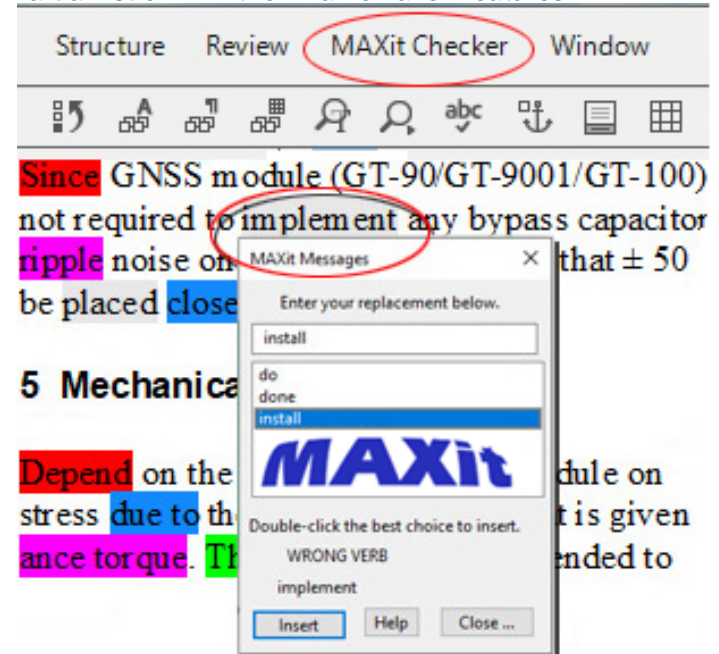 Structure Review MAXit Checker Window
abc
Since GNSS module (GT-90/GT-9001/GT-100)
not required to implement any bypass capacitor
ripple noise on that ± 50
be placed close
MAXit Messages
Enter your replacement below.
install
do
done
install
MAXit
Double-click the best choice to insert.
WRONG VERB
implement
Insert Help Close ...
5 Mechanica
Depend on the dule on
stress due to th t is given
ance torque. Th ended to